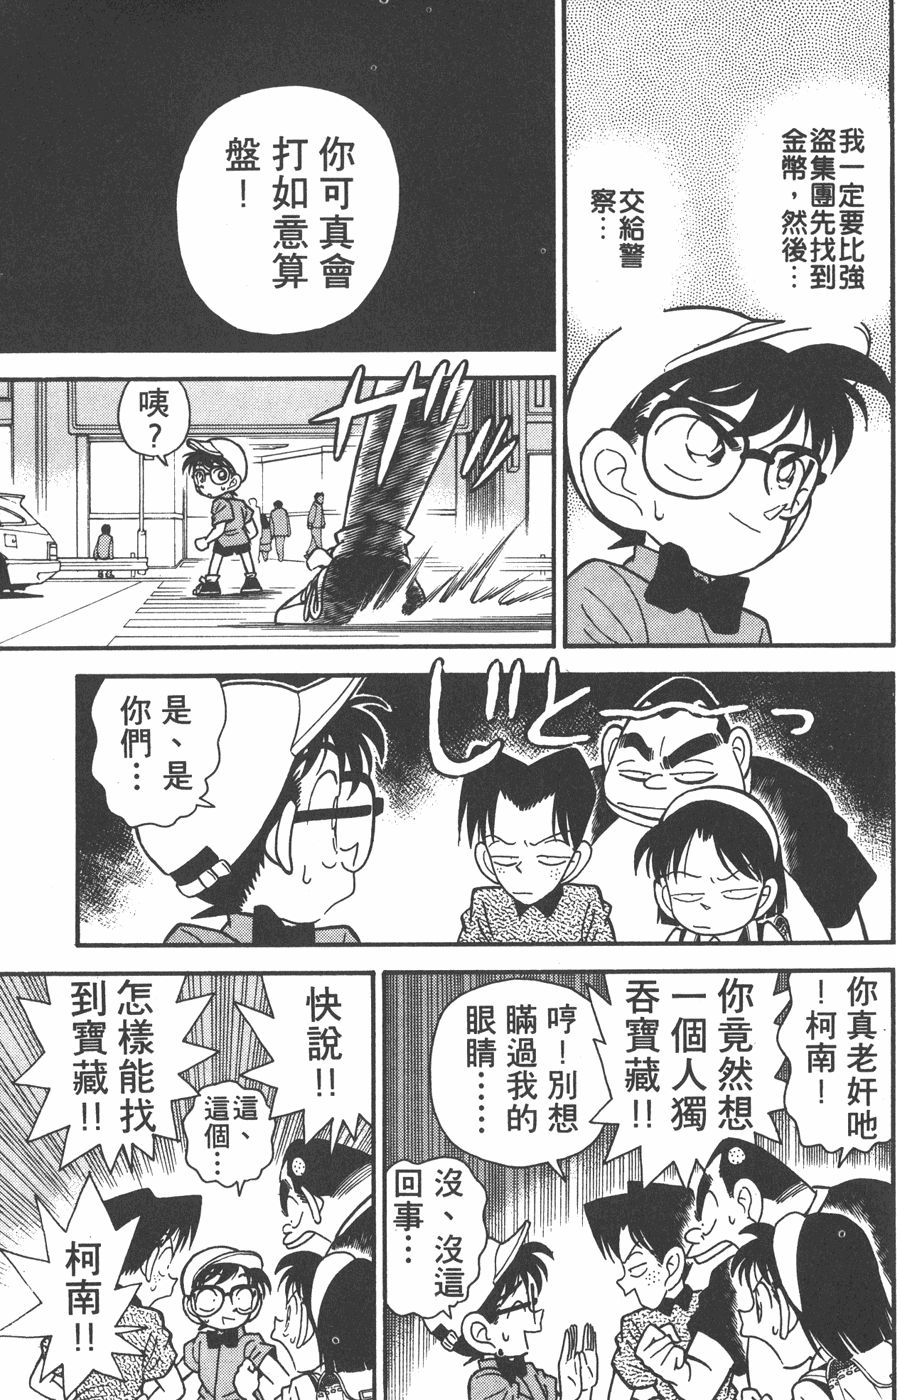 我一定要比強
盜集團先找到
金幣，然後…
交給警
察…
你可真會
打如意算
盤！
ザッ
咦？
じと
っ
是、是
你們…
你真老奸吔
！柯南！
你竟然想
一個人獨
吞寶藏!!
哼！別想
瞞過我的
眼睛……
沒、沒這
回事…
快說!!
這、
這個…
怎樣能找
到寶藏!!
柯南!!